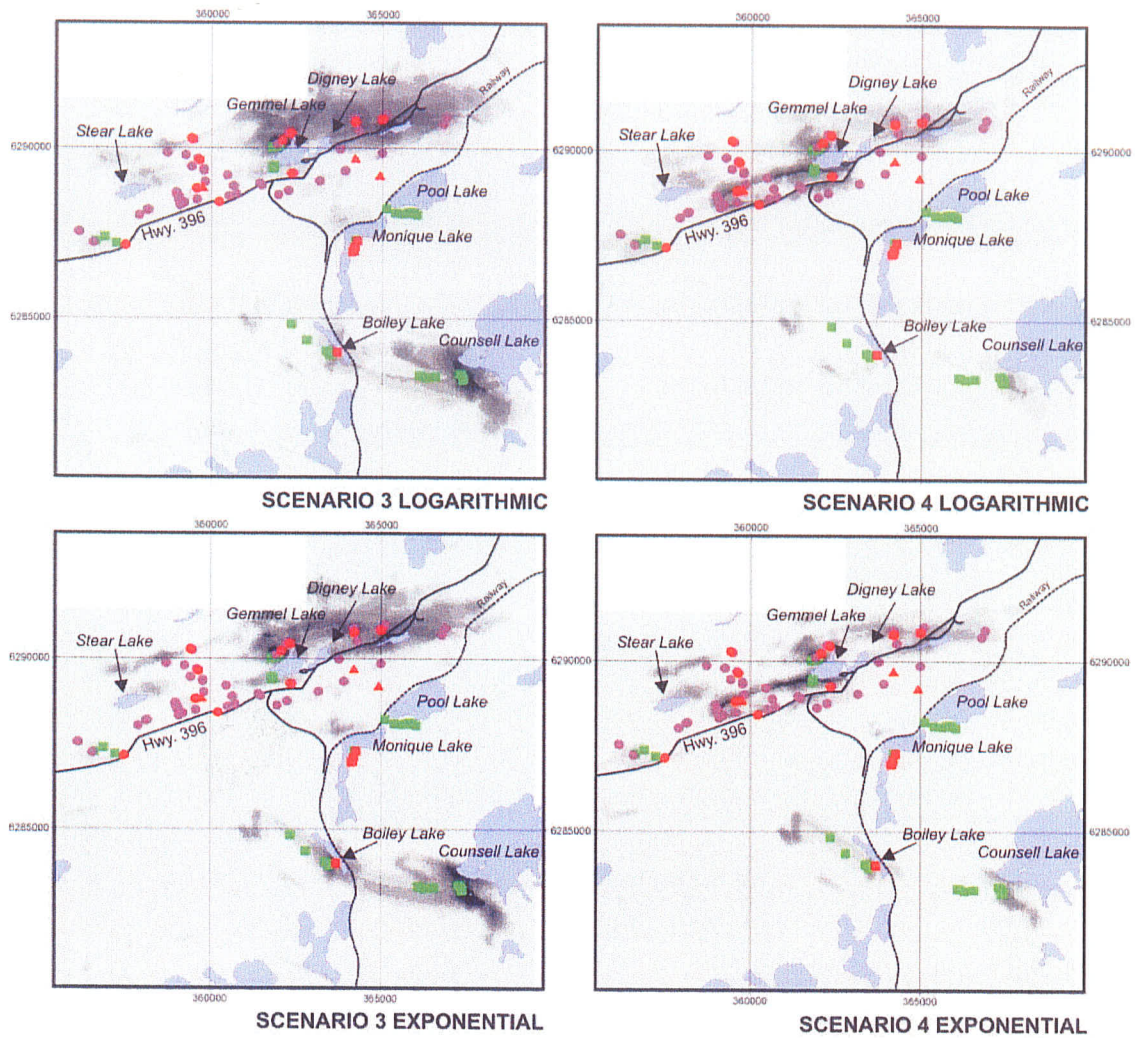 360000 365000
360000 365000
Digney Lake
Digney Lake
Gemmel Lake
Gemmel Lake
Railway
Railway
Stear Lake
Stear Lake
6290000
6290000
Pool Lake
Pool Lake
Hwy. 396
Hwy. 396
Monique Lake
Monique Lake
6285000
6285000
Boiley Lake
Boiley Lake
Counsell Lake
Counsell Lake
SCENARIO 3 LOGARITHMIC
SCENARIO 4 LOGARITHMIC
360000 365000
360000 365000
Digney Lake
Digney Lake
Gemmel Lake
Gemmel Lake
Railway
Railway
Stear Lake
Stear Lake
6290000
6290000
Pool Lake
Pool Lake
Hwy. 396
Hwy. 396
Monique Lake
Monique Lake
6285000
6285000
6285000
Boiley Lake
Boiley Lake
Counsell Lake
Counsell Lake
360000 365000
360000 365000
SCENARIO 3 EXPONENTIAL
SCENARIO 4 EXPONENTIAL